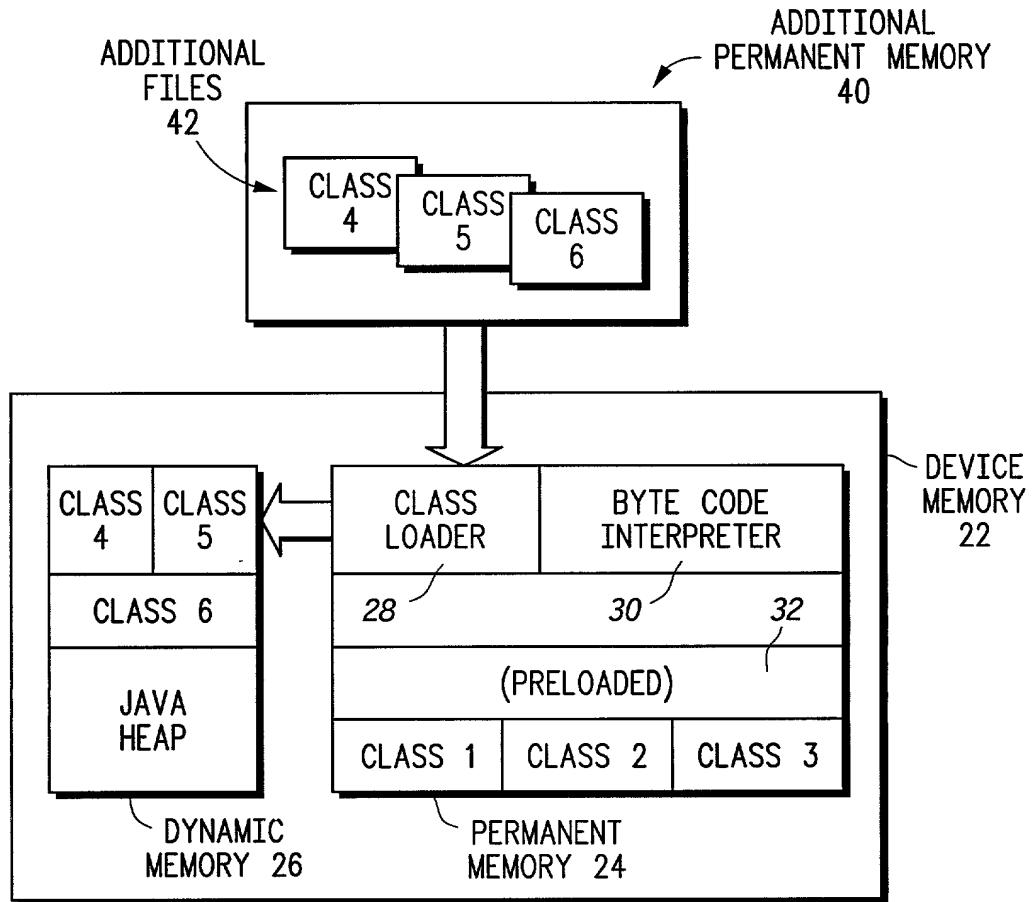 ADDITIONAL
PERMANENT MEMORY
40
ADDITIONAL
FILES
42
CLASS
4
CLASS
5
CLASS
6
DEVICE
MEMORY
22
CLASS
4
CLASS
5
CLASS 6
JAVA
HEAP
CLASS
LOADER
BYTE CODE
INTERPRETER
28
30
32
(PRELOADED)
CLASS 1
CLASS 2
CLASS 3
DYNAMIC
MEMORY 26
PERMANENT
MEMORY 24